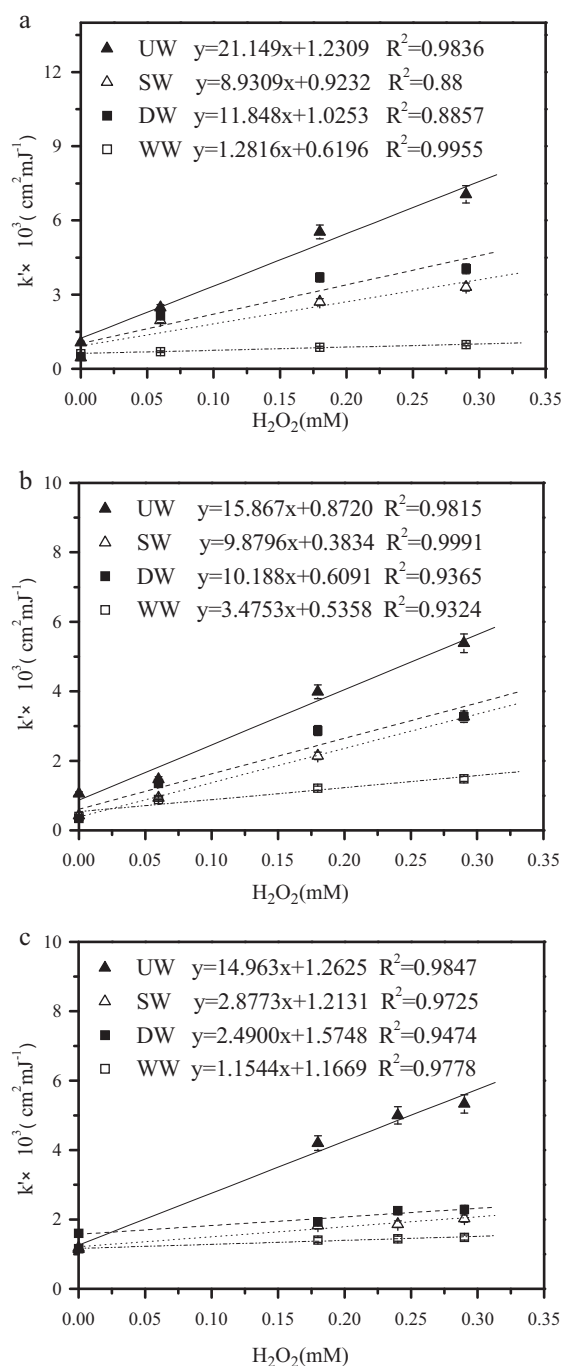 a
UW y=21.149x+1.2309 R²=0.9836
SW y=8.9309x+0.9232 R²=0.88
DW y=11.848x+1.0253 R²=0.8857
WW y=1.2816x+0.6196 R²=0.9955
12
9
6
3
0
k'× 10³ (cm²mJ⁻¹)
0.00 0.05 0.10 0.15 0.20 0.25 0.30 0.35
H₂O₂(mM)
b
UW y=15.867x+0.8720 R²=0.9815
SW y=9.8796x+0.3834 R²=0.9991
DW y=10.188x+0.6091 R²=0.9365
WW y=3.4753x+0.5358 R²=0.9324
10
8
6
4
2
0
k'× 10³ (cm²mJ⁻¹)
0.00 0.05 0.10 0.15 0.20 0.25 0.30 0.35
H₂O₂(mM)
c
UW y=14.963x+1.2625 R²=0.9847
SW y=2.8773x+1.2131 R²=0.9725
DW y=2.4900x+1.5748 R²=0.9474
WW y=1.1544x+1.1669 R²=0.9778
10
8
6
4
2
0
k'× 10³ (cm²mJ⁻¹)
0.00 0.05 0.10 0.15 0.20 0.25 0.30 0.35
H₂O₂(mM)